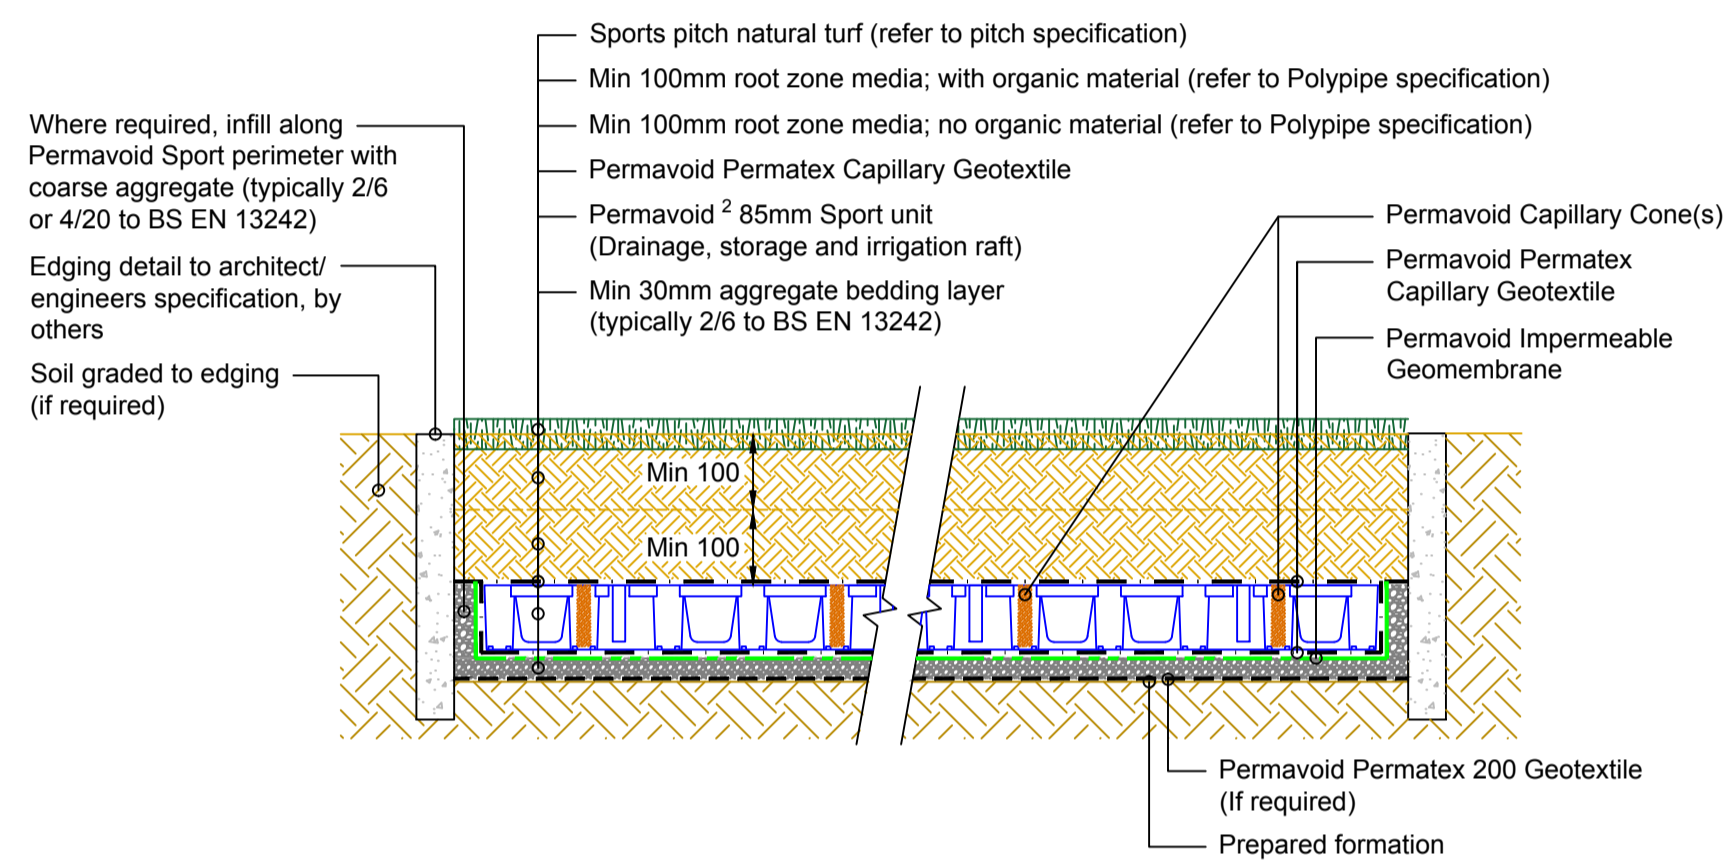 Sports pitch natural turf (refer to pitch specification)
Min 100mm root zone media; with organic material (refer to Polypipe specification)
Min 100mm root zone media; no organic material (refer to Polypipe specification)
Permavoid Permatex Capillary Geotextile
Permavoid 2 85mm Sport unit
(Drainage, storage and irrigation raft)
Min 30mm aggregate bedding layer
(typically 2/6 to BS EN 13242)
Where required, infill along
Permavoid Sport perimeter with
coarse aggregate (typically 2/6
or 4/20 to BS EN 13242)
Edging detail to architect/
engineers specification, by
others
Soil graded to edging
(if required)
Permavoid Capillary Cone(s)
Permavoid Permatex
Capillary Geotextile
Permavoid Impermeable
Geomembrane
Min 100
Min 100
Permavoid Permatex 200 Geotextile
(If required)
Prepared formation